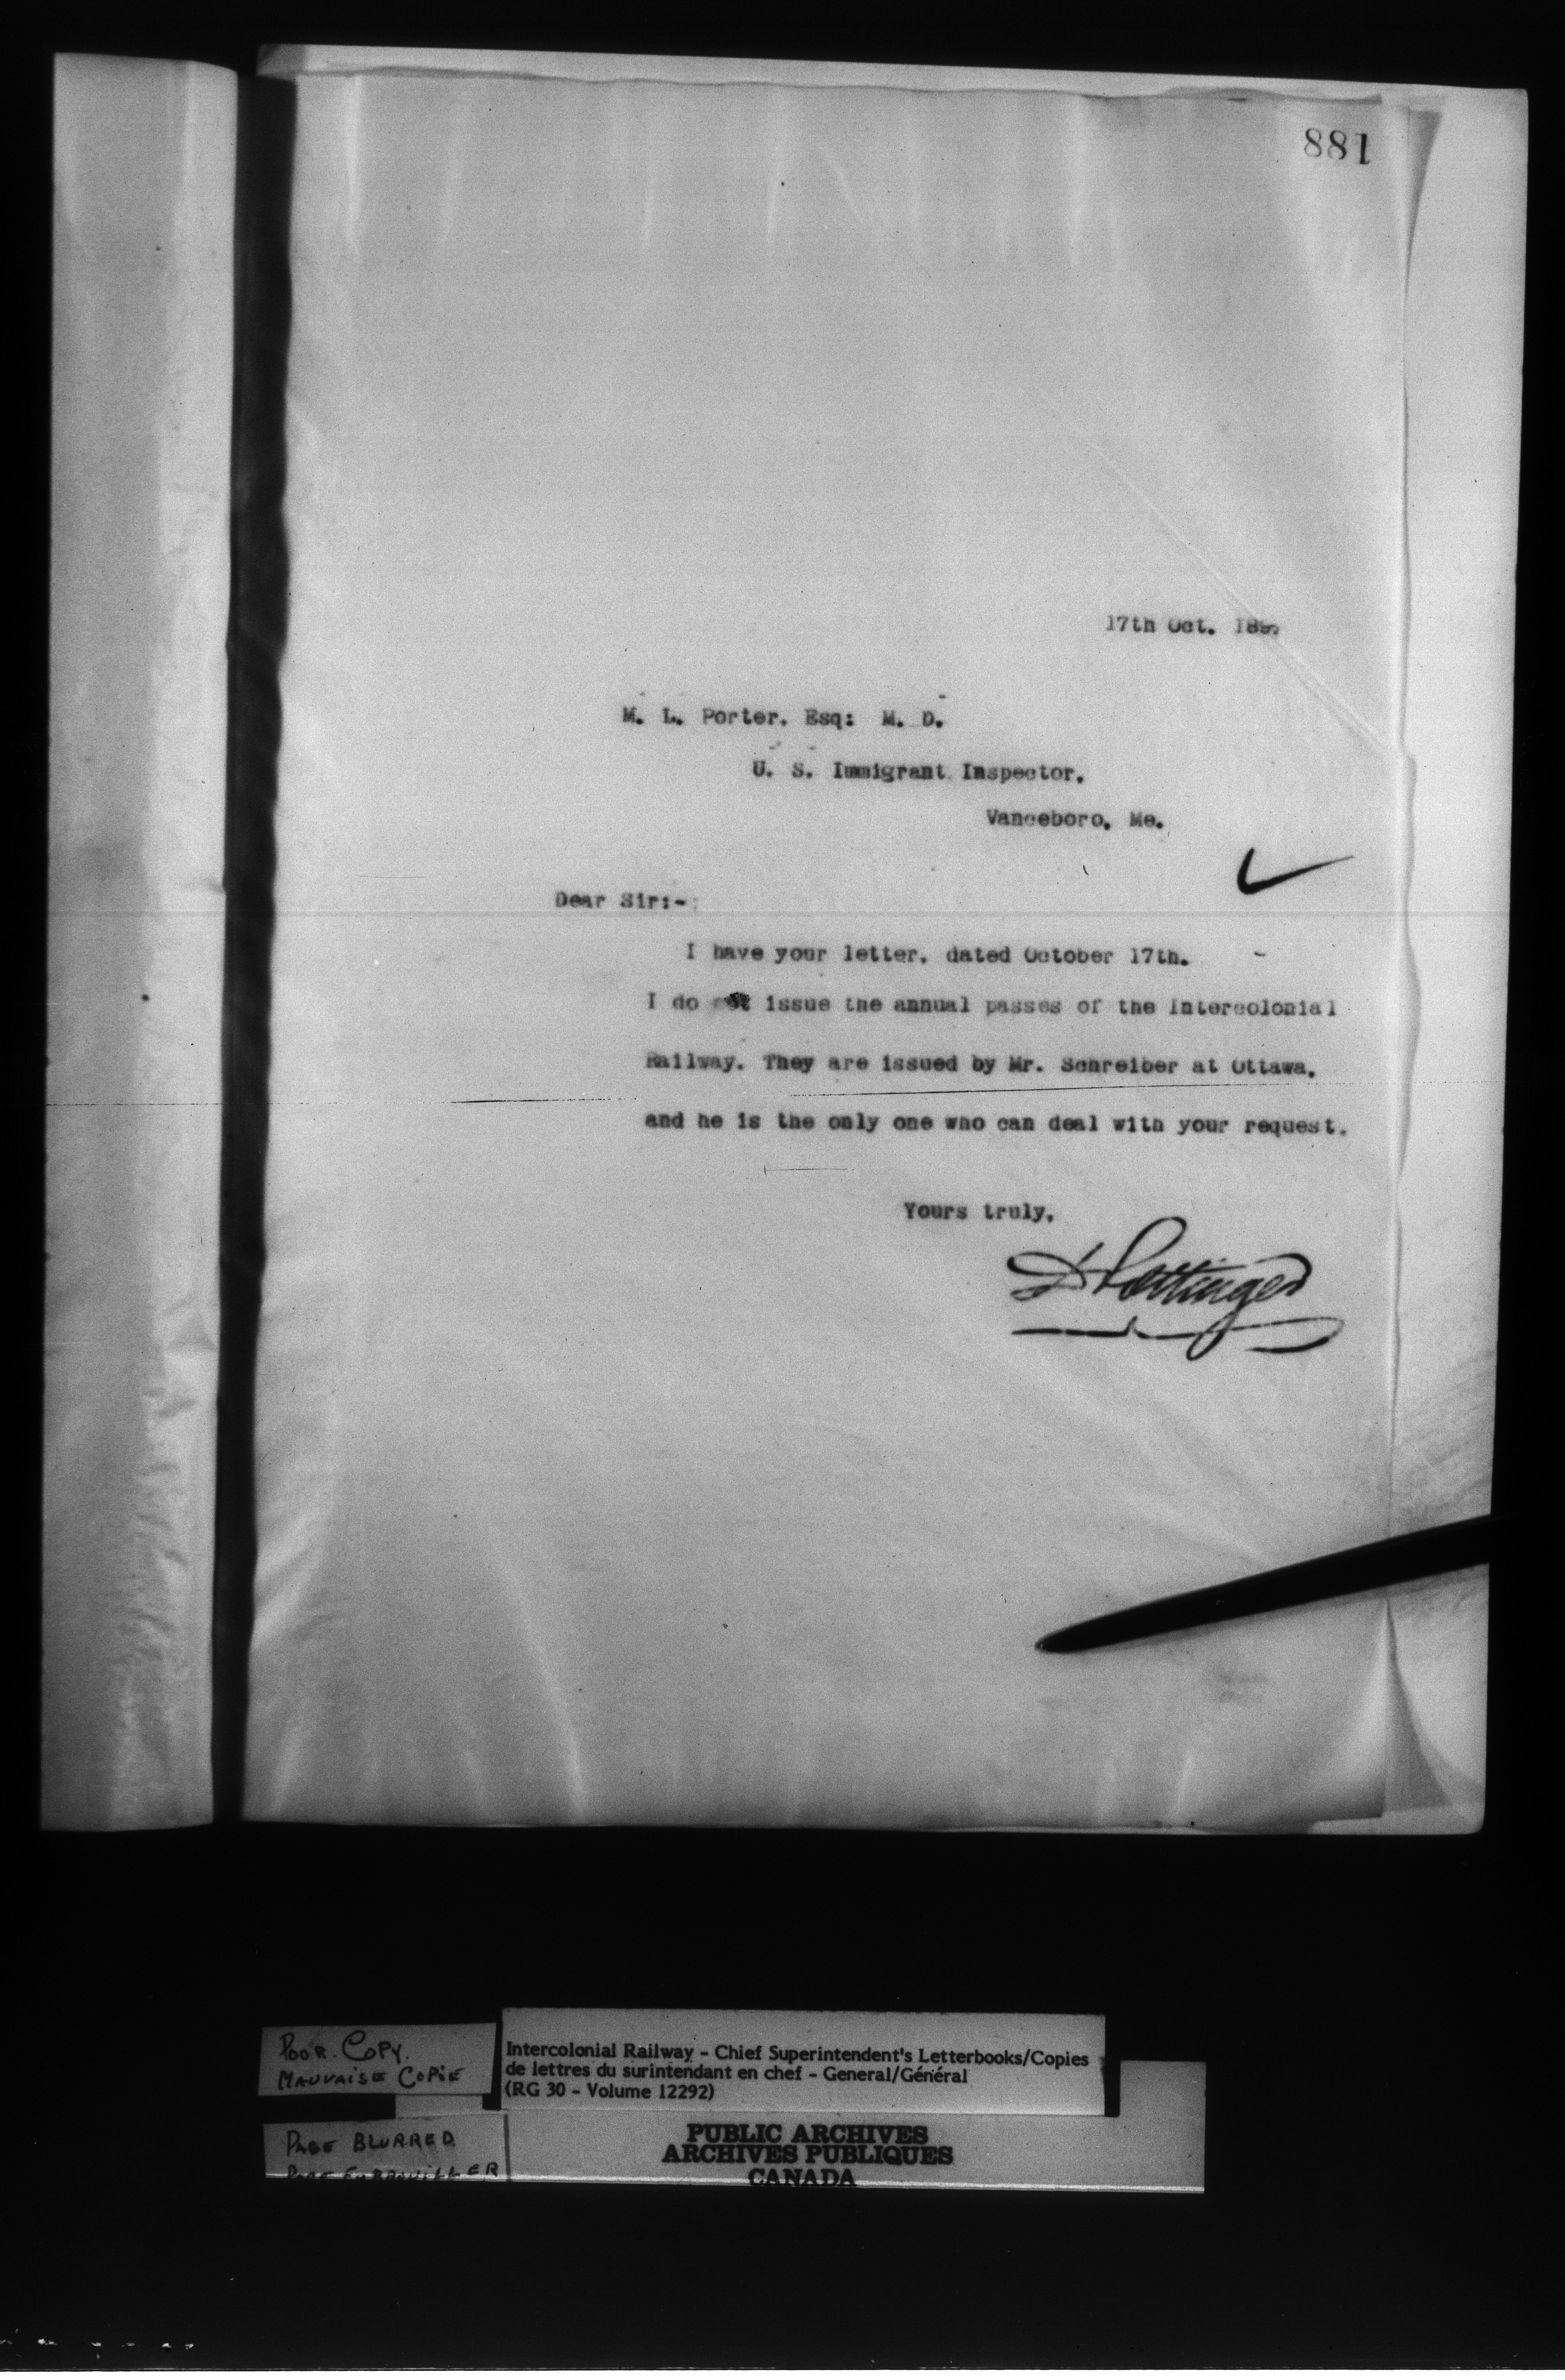 881
17th Oct. 189
M. L. Porter, Esq: M. D.
U. S. Immigrant Inspector,
Vanceboro, Me.
Dear Sir:-
I have your letter, dated October 17th.
I do not issue the annual passes of the Intercolonial
Railway. They are issued by Mr. Schreiber at Ottawa,
and he is the only one who can deal with your request.
Yours truly,
D Pottinger
POOR COPY.
MAUVAISE COPIE
Intercolonial Railway - Chief Superintendent's Letterbooks/Copies
de lettres du surintendant en chef - General/Général
(RG 30 - Volume 12292)
PAGE BLURRED
PUBLIC ARCHIVES
ARCHIVES PUBLIQUES
CANADA